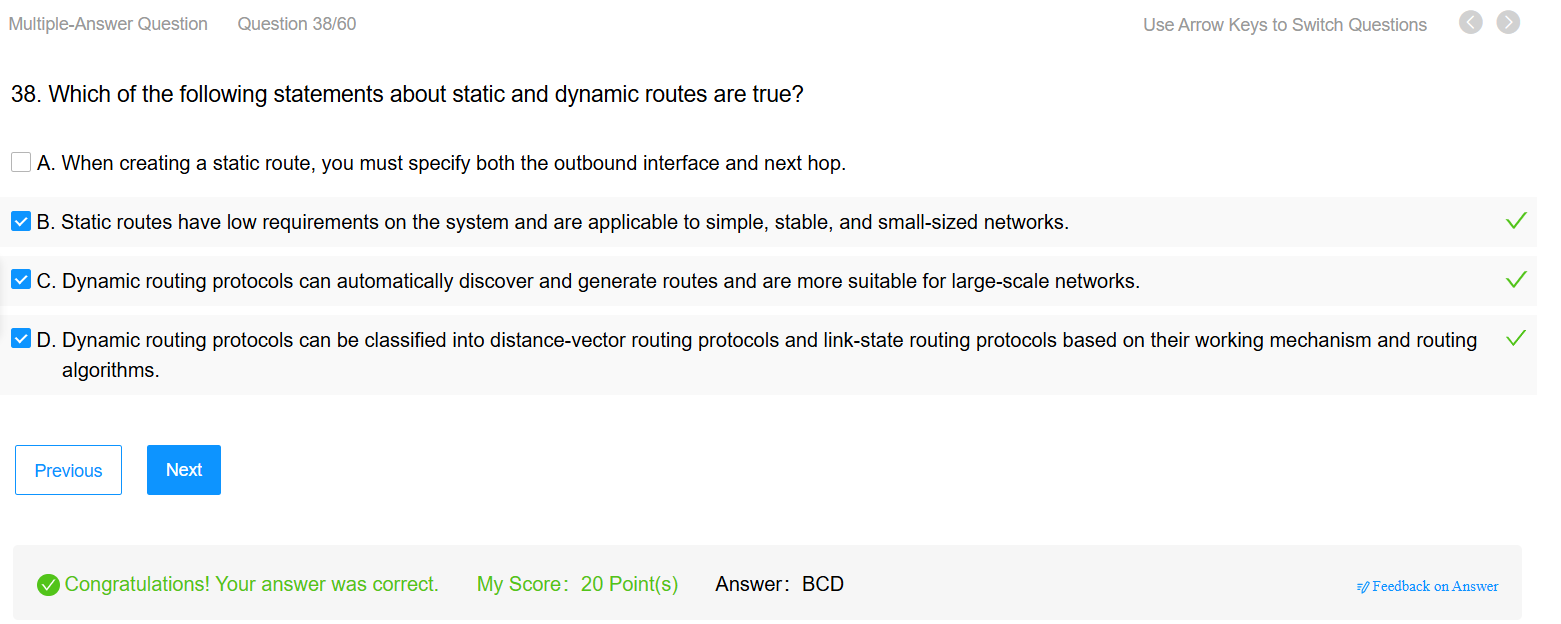 Multiple-Answer Question Question 38/60 Use Arrow Keys to Switch Questions
38. Which of the following statements about static and dynamic routes are true?
A. When creating a static route, you must specify both the outbound interface and next hop.
B. Static routes have low requirements on the system and are applicable to simple, stable, and small-sized networks.
C. Dynamic routing protocols can automatically discover and generate routes and are more suitable for large-scale networks.
D. Dynamic routing protocols can be classified into distance-vector routing protocols and link-state routing protocols based on their working mechanism and routing
algorithms.
Previous Next
Congratulations! Your answer was correct. My Score： 20 Point(s) Answer： BCD Feedback on Answer